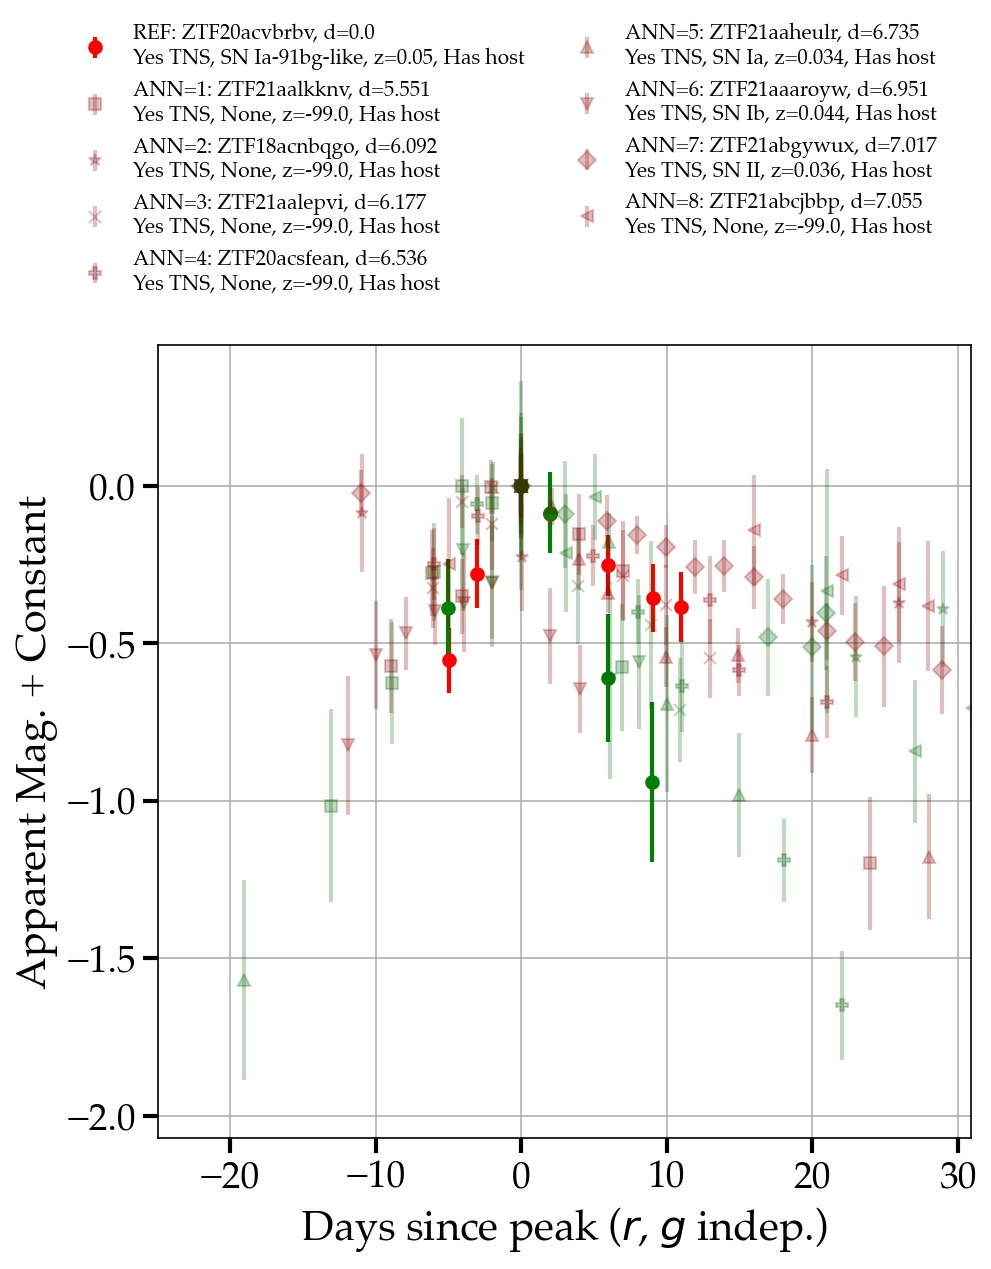 REF: ZTF20acvbrbv, d=0.0
Yes TNS, SN Ia-91bg-like, z=0.05, Has host
ANN=1: ZTF21aalkknv, d=5.551
Yes TNS, None, z=-99.0, Has host
ANN=2: ZTF18acnbqgo, d=6.092
Yes TNS, None, z=-99.0, Has host
ANN=3: ZTF21aalepvi, d=6.177
Yes TNS, None, z=-99.0, Has host
ANN=4: ZTF20acsfean, d=6.536
Yes TNS, None, z=-99.0, Has host
ANN=5: ZTF21aaheulr, d=6.735
Yes TNS, SN Ia, z=0.034, Has host
ANN=6: ZTF21aaaroyw, d=6.951
Yes TNS, SN Ib, z=0.044, Has host
ANN=7: ZTF21abgywux, d=7.017
Yes TNS, SN II, z=0.036, Has host
ANN=8: ZTF21abcjbbp, d=7.055
Yes TNS, None, z=-99.0, Has host
Apparent Mag. + Constant
0.0
−0.5
−1.0
−1.5
−2.0
−20 −10 0 10 20 30
Days since peak (r, g indep.)